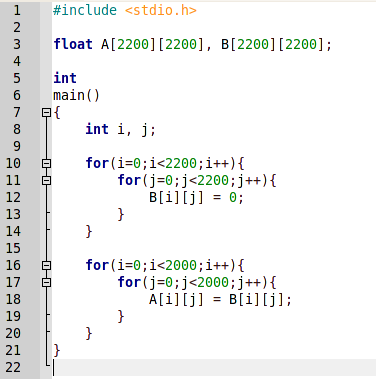 1 #include <stdio.h>
2
3 float A[2200][2200], B[2200][2200];
4
5 int
6 main()
7 {
8     int i, j;
9
10     for(i=0;i<2200;i++){
11         for(j=0;j<2200;j++){
12             B[i][j] = 0;
13         }
14     }
15
16     for(i=0;i<2000;i++){
17         for(j=0;j<2000;j++){
18             A[i][j] = B[i][j];
19         }
20     }
21 }
22